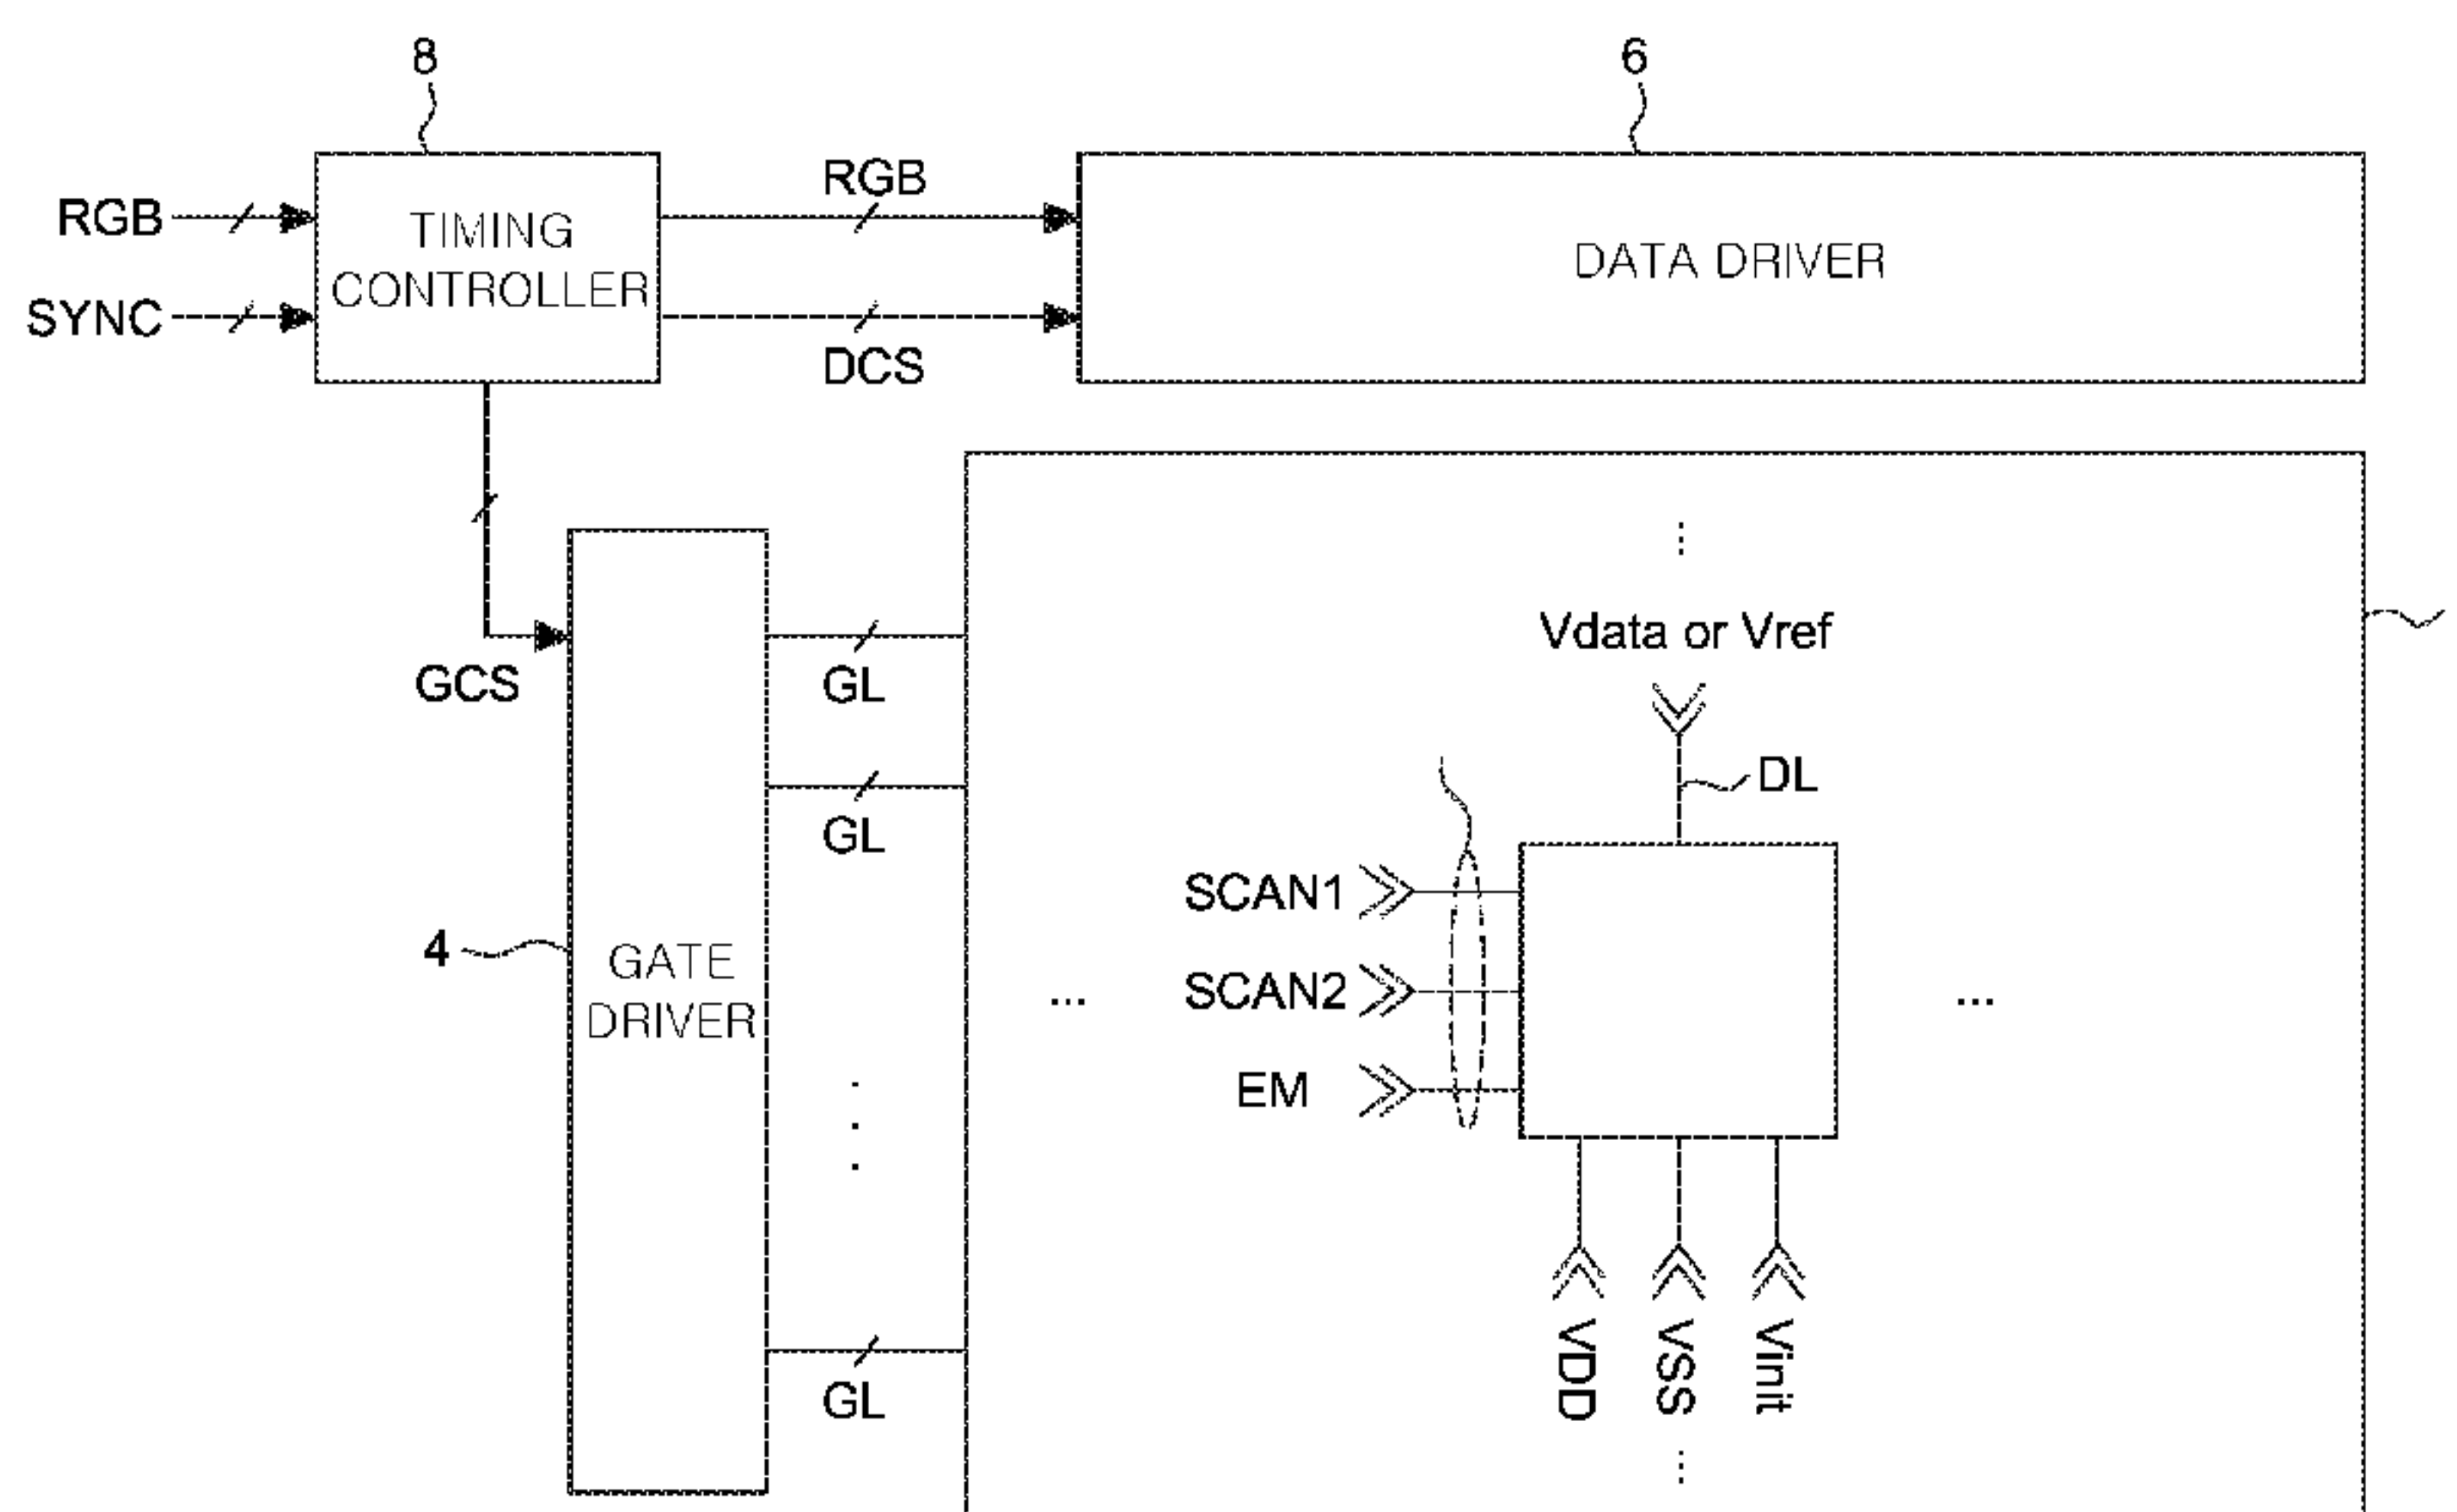 8
6
RGB
TIMING
CONTROLLER
RGB
DATA DRIVER
SYNC
DCS
Vdata or Vref
GCS
GL
DL
GL
SCAN1
4
GATE
DRIVER
...
SCAN2
...
EM
VDD
VSS
Vinit
GL